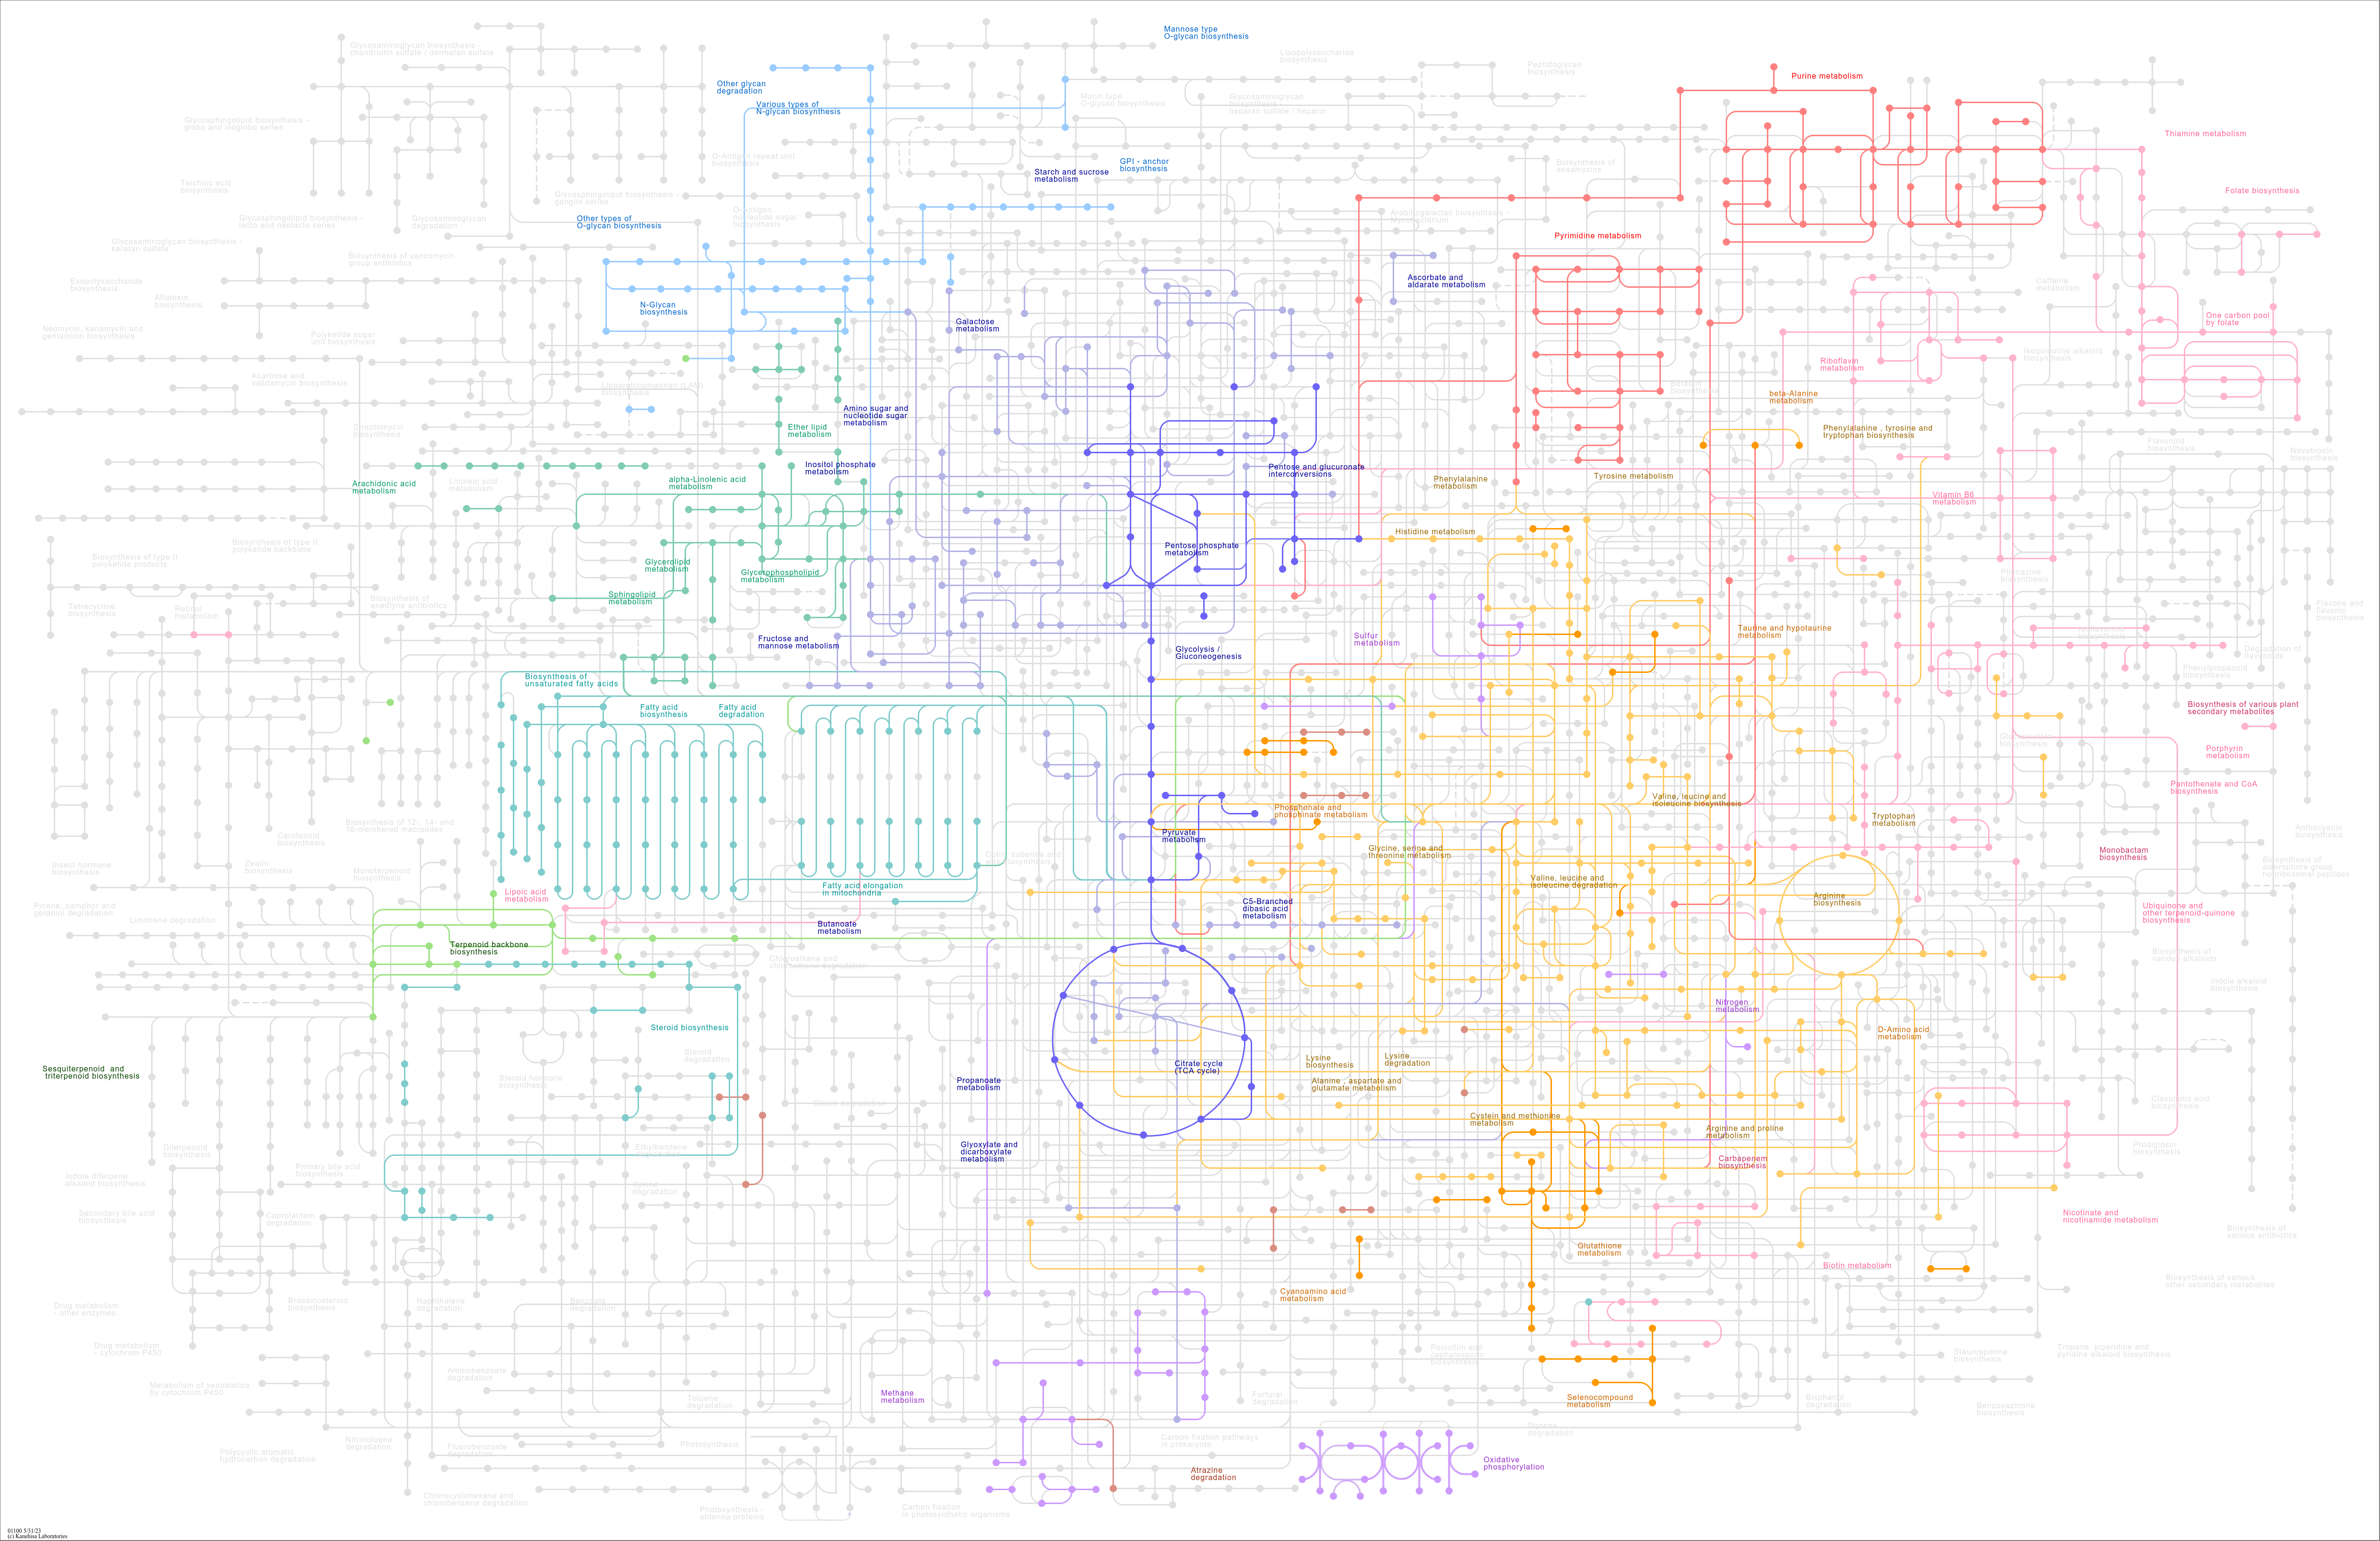 Mannose type
O-glycan biosynthesis
Glycosaminoglycan biosynthesis -
chondroitin sulfate / dermatan sulfate
Lipopolysaccharide
biosynthesis
Peptidoglycan
biosynthesis
Purine metabolism
Other glycan
degradation
Various types of
N-glycan biosynthesis
Mucin type
O-glycan biosynthesis
Glycosaminoglycan
biosynthesis -
heparan sulfate / heparin
Glycosphingolipid biosynthesis -
globo and isoglobo series
Thiamine metabolism
O-Antigen repeat unit
biosynthesis
GPI - anchor
biosynthesis
Starch and sucrose
metabolism
Biosynthesis of
ansamycins
Teichoic acid
biosynthesis
Glycosphingolipid biosynthesis -
ganglio series
Folate biosynthesis
Glycosphingolipid biosynthesis -
lacto and neolacto series
Glycosaminoglycan
degradation
Other types of
O-glycan biosynthesis
O-Antigen
nucleotide sugar
biosynthesis
Arabinogalactan biosynthesis -
Mycobacterium
Pyrimidine metabolism
Glycosaminoglycan biosynthesis -
keratan sulfate
Biosynthesis of vancomycin
group antibiotics
Exopolysaccharide
biosynthesis
Aflatoxin
biosynthesis
Ascorbate and
aldarate metabolism
Caffeine
metabolism
N-Glycan
biosynthesis
Galactose
metabolism
One carbon pool
by folate
Neomycin, kanamycin and
gentamicin biosynthesis
Polyketide sugar
unit biosynthesis
Riboflavin
metabolism
Isoquinoline alkaloid
biosynthesis
Acarbose and
validamycin biosynthesis
Lipoarabinomannan (LAM)
biosynthesis
Betalain
biosynthesis
beta-Alanine
metabolism
Amino sugar and
nucleotide sugar
metabolism
Streptomycin
biosynthesis
Ether lipid
metabolism
Phenylalanine , tyrosine and
tryptophan biosynthesis
Flavonoid
biosynthesis
Novobiocin
biosynthesis
Inositol phosphate
metabolism
Pentose and glucuronate
interconversions
Arachidonic acid
metabolism
Linoleic acid
metabolism
alpha-Linolenic acid
metabolism
Phenylalanine
metabolism
Tyrosine metabolism
Vitamin B6
metabolism
Histidine metabolism
Biosynthesis of type II
polyketide products
Biosynthesis of type II
polyketide backbone
Pentose phosphate
metabolism
Glycerolipid
metabolism
Glycerophospholipid
metabolism
Phenazine
biosynthesis
Tetracycline
biosynthesis
Retinol
metabolism
Biosynthesis of
enediyne antibiotics
Sphingolipid
metabolism
Flavone and
flavonol
biosynthesis
Fructose and
mannose metabolism
Glycolysis /
Gluconeogenesis
Sulfur
metabolism
Taurine and hypotaurine
metabolism
Degradation of
flavonoids
Phenylpropanoid
biosynthesis
Biosynthesis of
unsaturated fatty acids
Fatty acid
biosynthesis
Fatty acid
degradation
Biosynthesis of various plant
secondary metabolites
Glucosinolate
biosynthesis
Porphyrin
metabolism
Pantothenate and CoA
biosynthesis
Phosphonate and
phosphinate metabolism
Valine, leucine and
isoleucine biosynthesis
Biosynthesis of 12-, 14- and
16-membered macrolides
Carotenoid
biosynthesis
Pyruvate
metabolism
Tryptophan
metabolism
Anthocyanin
biosynthesis
Glycine, serine and
threonine metabolism
Monobactam
biosynthesis
Insect hormone
biosynthesis
Zeatin
biosynthesis
Monoterpenoid
biosynthesis
Biosynthesis of
siderophore group
nonribosomal peptides
Lipoic acid
metabolism
Fatty acid elongation
in mitochondria
Valine, leucine and
isoleucine degradation
Arginine
biosynthesis
C5-Branched
dibasic acid
metabolism
Pinene, camphor and
geraniol degradation
Limonene degradation
Butanoate
metabolism
Ubiquinone and
other terpenoid-quinone
biosynthesis
Terpenoid backbone
biosynthesis
Chloroalkane and
chloroalkene degradation
Biosynthesis of
various alkaloids
Indole alkaloid
biosynthesis
Nitrogen
metabolism
Steroid biosynthesis
D-Amino acid
metabolism
Steroid
degradation
Lysine
biosynthesis
Lysine
degradation
Sesquiterpenoid and
triterpenoid biosynthesis
Steroid hormone
biosynthesis
Propanoate
metabolism
Citrate cycle
(TCA cycle)
Alanine , aspartate and
glutamate metabolism
Dioxin degradation
Clavulanic acid
biosynthesis
Cystein and methionine
metabolism
Arginine and proline
metabolism
Diterpenoid
biosynthesis
Ethylbenzene
degradation
Glyoxylate and
dicarboxylate
metabolism
Carbapenem
biosynthesis
Prodigiosin
biosynthesis
Indole diterpene
alkaloid biosynthesis
Primary bile acid
biosynthesis
Xylene
degradation
Secondary bile acid
biosynthesis
Caprolactam
degradation
Nicotinate and
nicotinamide metabolism
Biosynthesis of
various antibiotics
Glutathione
metabolism
Biotin metabolism
Biosynthesis of various
other secondary metabolites
Drug metabolism
- other enzymes
Brassinosteroid
biosynthesis
Naphthalene
degradation
Benzoate
degradation
Cyanoamino acid
metabolism
Drug metabolism
- cytochrom P450
Penicillin and
cephalosporin
biosynthesis
Staurosporine
biosynthesis
Tropane, piperidine and
pyridine alkaloid biosynthesis
Metabolism of xenobiotics
by cytochrom P450
Aminobenzoate
degradation
Toluene
degradation
Methane
metabolism
Furfural
degradation
Selenocompound
metabolism
Bisphenol
degradation
Benzoxazinone
biosynthesis
Styrene
degradation
Polycyclic aromatic
hydrocarbon degradation
Nitrotoluene
degradation
Fluorobenzoate
degradation
Photosynthesis
Carbon fixation pathways
in prokaryote
Atrazine
degradation
Oxidative
phosphorylation
Chlorocyclohexane and
chlorobenzene degradation
Photosynthesis -
antenna proteins
Carbon fixation
in photosynthetic organisms
01100 5/31/23
(c) Kanehisa Laboratories